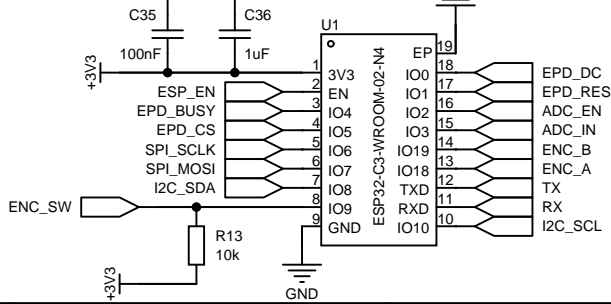 C35
C36
100nF
1uF
+3V3
U1
ESP32-C3-WROOM-02-N4
EP 19
ESP_EN
EPD_BUSY
EPD_CS
SPI_SCLK
SPI_MOSI
I2C_SDA
ENC_SW
1 3V3
2 EN
3 IO4
4 IO5
5 IO6
6 IO7
7 IO8
8 IO9
9 GND
IO0 18 EPD_DC
IO1 17 EPD_RES
IO2 16 ADC_EN
IO3 15 ADC_IN
IO19 14 ENC_B
IO18 13 ENC_A
TXD 12 TX
RXD 11 RX
IO10 10 I2C_SCL
R13
10k
+3V3
GND